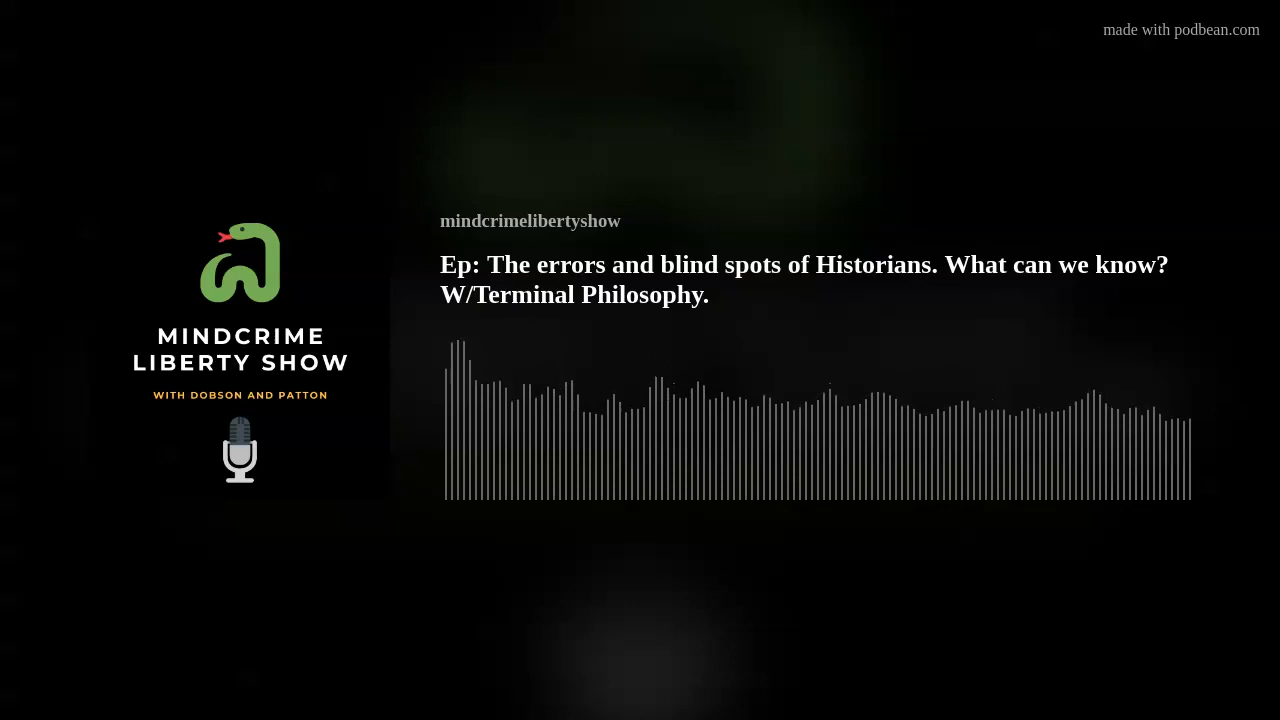 made with podbean.com
mindcrimelibertyshow
Ep: The errors and blind spots of Historians. What can we know?
W/Terminal Philosophy.
MINDCRIME
LIBERTY SHOW
WITH DOBSON AND PATTON